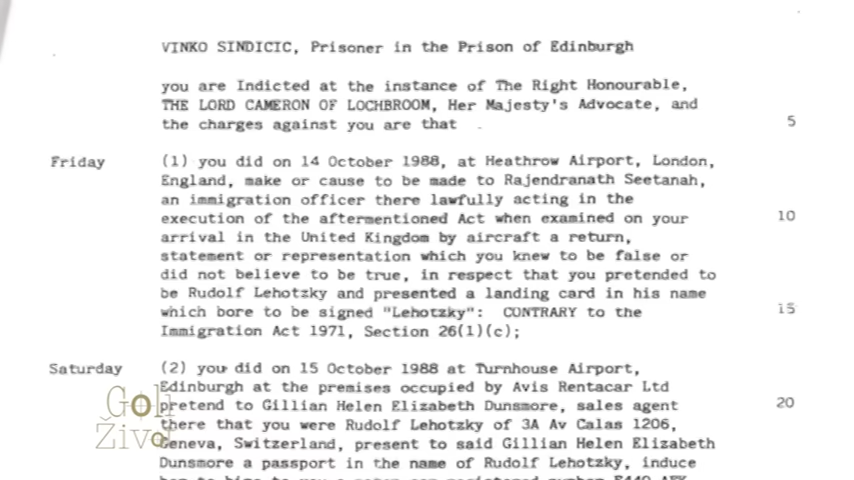 VINKO SINDICIC, Prisoner in the Prison of Edinburgh
you are Indicted at the instance of The Right Honourable,
THE LORD CAMERON OF LOCHBROOM, Her Majesty's Advocate, and
the charges against you are that 5
Friday (1) you did on 14 October 1988, at Heathrow Airport, London,
England, make or cause to be made to Rajendranath Seetanah,
an immigration officer there lawfully acting in the
execution of the aftermentioned Act when examined on your 10
arrival in the United Kingdom by aircraft a return,
statement or representation which you knew to be false or
did not believe to be true, in respect that you pretended to
be Rudolf Lehotzky and presented a landing card in his name
which bore to be signed "Lehotzky": CONTRARY to the 15
Immigration Act 1971, Section 26(1)(c);
Saturday (2) you did on 15 October 1988 at Turnhouse Airport,
Edinburgh at the premises occupied by Avis Rentacar Ltd
pretend to Gillian Helen Elizabeth Dunsmore, sales agent 20
there that you were Rudolf Lehotzky of 3A Av Calas 1206,
Geneva, Switzerland, present to said Gillian Helen Elizabeth
Dunsmore a passport in the name of Rudolf Lehotzky, induce
Goli
Život